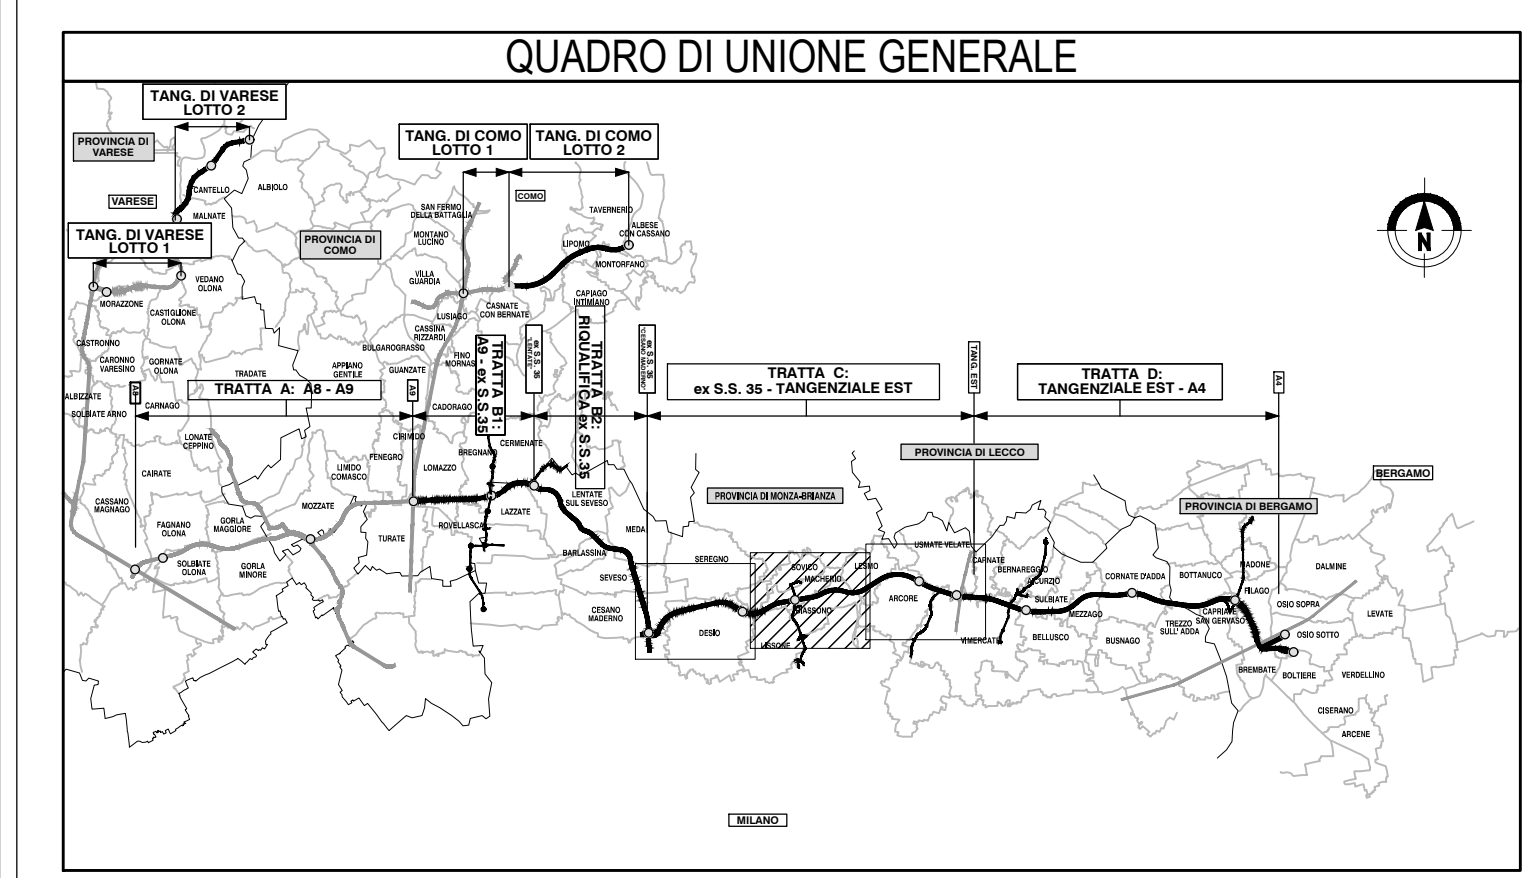 QUADRO DI UNIONE GENERALE
TANG. DI VARESE
LOTTO 2
PROVINCIA DI
VARESE
CANTELLO
ALBIOLO
VARESE
MALNATE
TANG. DI VARESE
LOTTO 1
VEDANO
OLONA
MORAZZONE
CASTIGLIONE
OLONA
PROVINCIA DI
COMO
TANG. DI COMO
LOTTO 1
TANG. DI COMO
LOTTO 2
COMO
SAN FERMO
DELLA BATTAGLIA
MONTANO
LUCINO
VILLA
GUARDIA
TAVERNERIO
ALBESE
CON CASSANO
LIPOMO
MONTORFANO
CAPIAGO
INTIMIANO
CASNATE
CON BERNATE
LUISAGO
CASSINA
RIZZARDI
BULGAROGRASSO
FINO
MORNAS
GUANZATE
APPIANO
GENTILE
CASTRONNO
CARONNO
VARESINO
GORNATE
OLONA
TRADATE
ALBIZZATE
SOLBIATE ARNO
CARNAGO
A8
TRATTA A: A8 - A9
A9
CADORAGO
TRATTA B1:
A9 - ex S.S.35
ex S.S. 35
"LENTATE"
TRATTA B2:
RIQUALIFICA ex S.S.35
ex S.S. 35
"CESANO MADERNO"
TRATTA C:
ex S.S. 35 - TANGENZIALE EST
TANG. EST
TRATTA D:
TANGENZIALE EST - A4
A4
N
LONATE
CEPPINO
CIRIMIDO
FENEGRO
LIMIDO
COMASCO
LOMAZZO
BREGNANO
CERMENATE
CAIRATE
CASSANO
MAGNAGO
FAGNANO
OLONA
GORLA
MAGGIORE
MOZZATE
SOLBIATE
OLONA
GORLA
MINORE
TURATE
ROVELLASCA
LAZZATE
LENTATE
SUL SEVESO
MEDA
BARLASSINA
SEVESO
CESANO
MADERNO
SEREGNO
DESIO
PROVINCIA DI MONZA-BRIANZA
PROVINCIA DI LECCO
PROVINCIA DI BERGAMO
BERGAMO
SOVICO
MACHERIO
BIASSONO
LISSONE
LESMO
ARCORE
USMATE VELATE
CARNATE
BERNAREGGIO
AICURZIO
SULBIATE
MEZZAGO
VIMERCATE
BELLUSCO
BUSNAGO
CORNATE D'ADDA
BOTTANUCO
TREZZO
SULL' ADDA
MADONE
FILAGO
CAPRIATE
SAN GERVASO
DALMINE
OSIO SOPRA
LEVATE
OSIO SOTTO
BREMBATE
BOLTIERE
VERDELLINO
CISERANO
ARCENE
MILANO